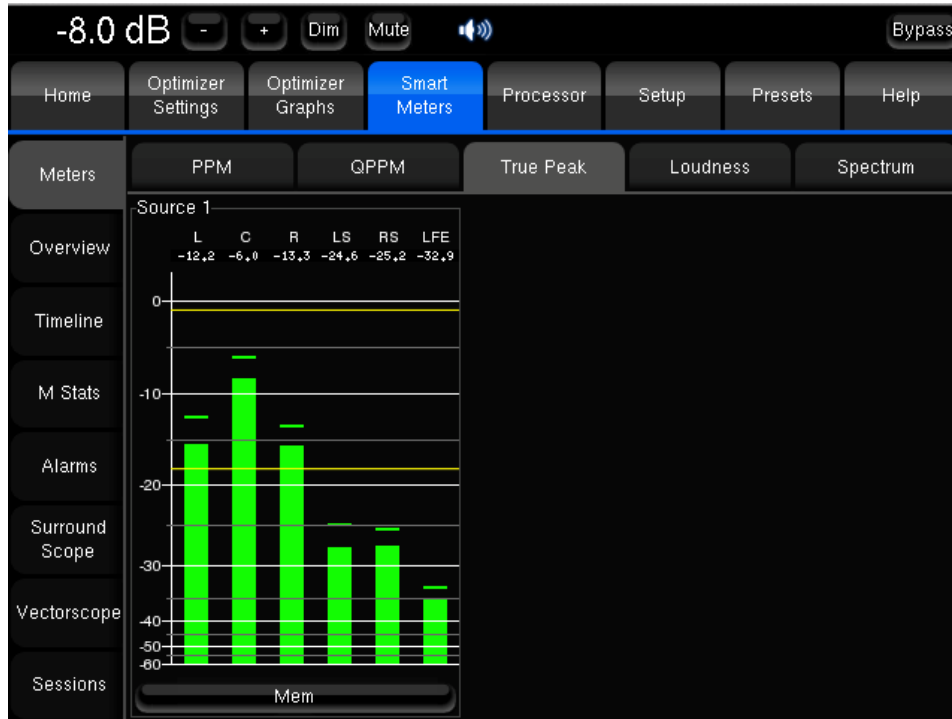 -8.0 dB - + Dim Mute Bypass
Home Optimizer Settings Optimizer Graphs Smart Meters Processor Setup Presets Help
Meters PPM QPPM True Peak Loudness Spectrum
Source 1
L C R LS RS LFE
-12.2 -6.0 -13.3 -24.6 -25.2 -32.9
Overview
Timeline
M Stats
Alarms
Surround
Scope
Vectorscope
Sessions
0
-10
-20
-30
-40
-50
-60
Mem